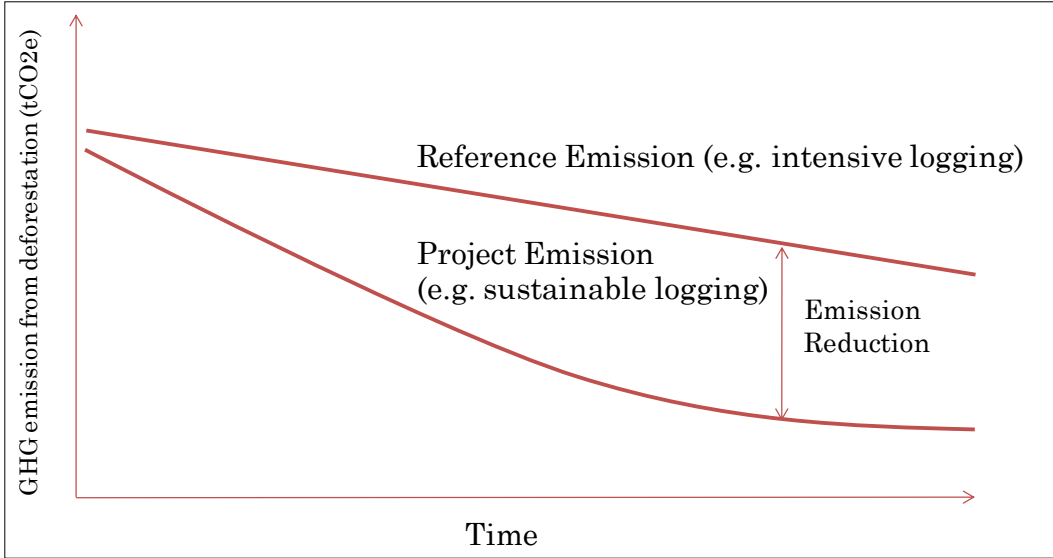 GHG emission from deforestation (tCO2e)
Reference Emission (e.g. intensive logging)
Project Emission
(e.g. sustainable logging)
Emission
Reduction
Time